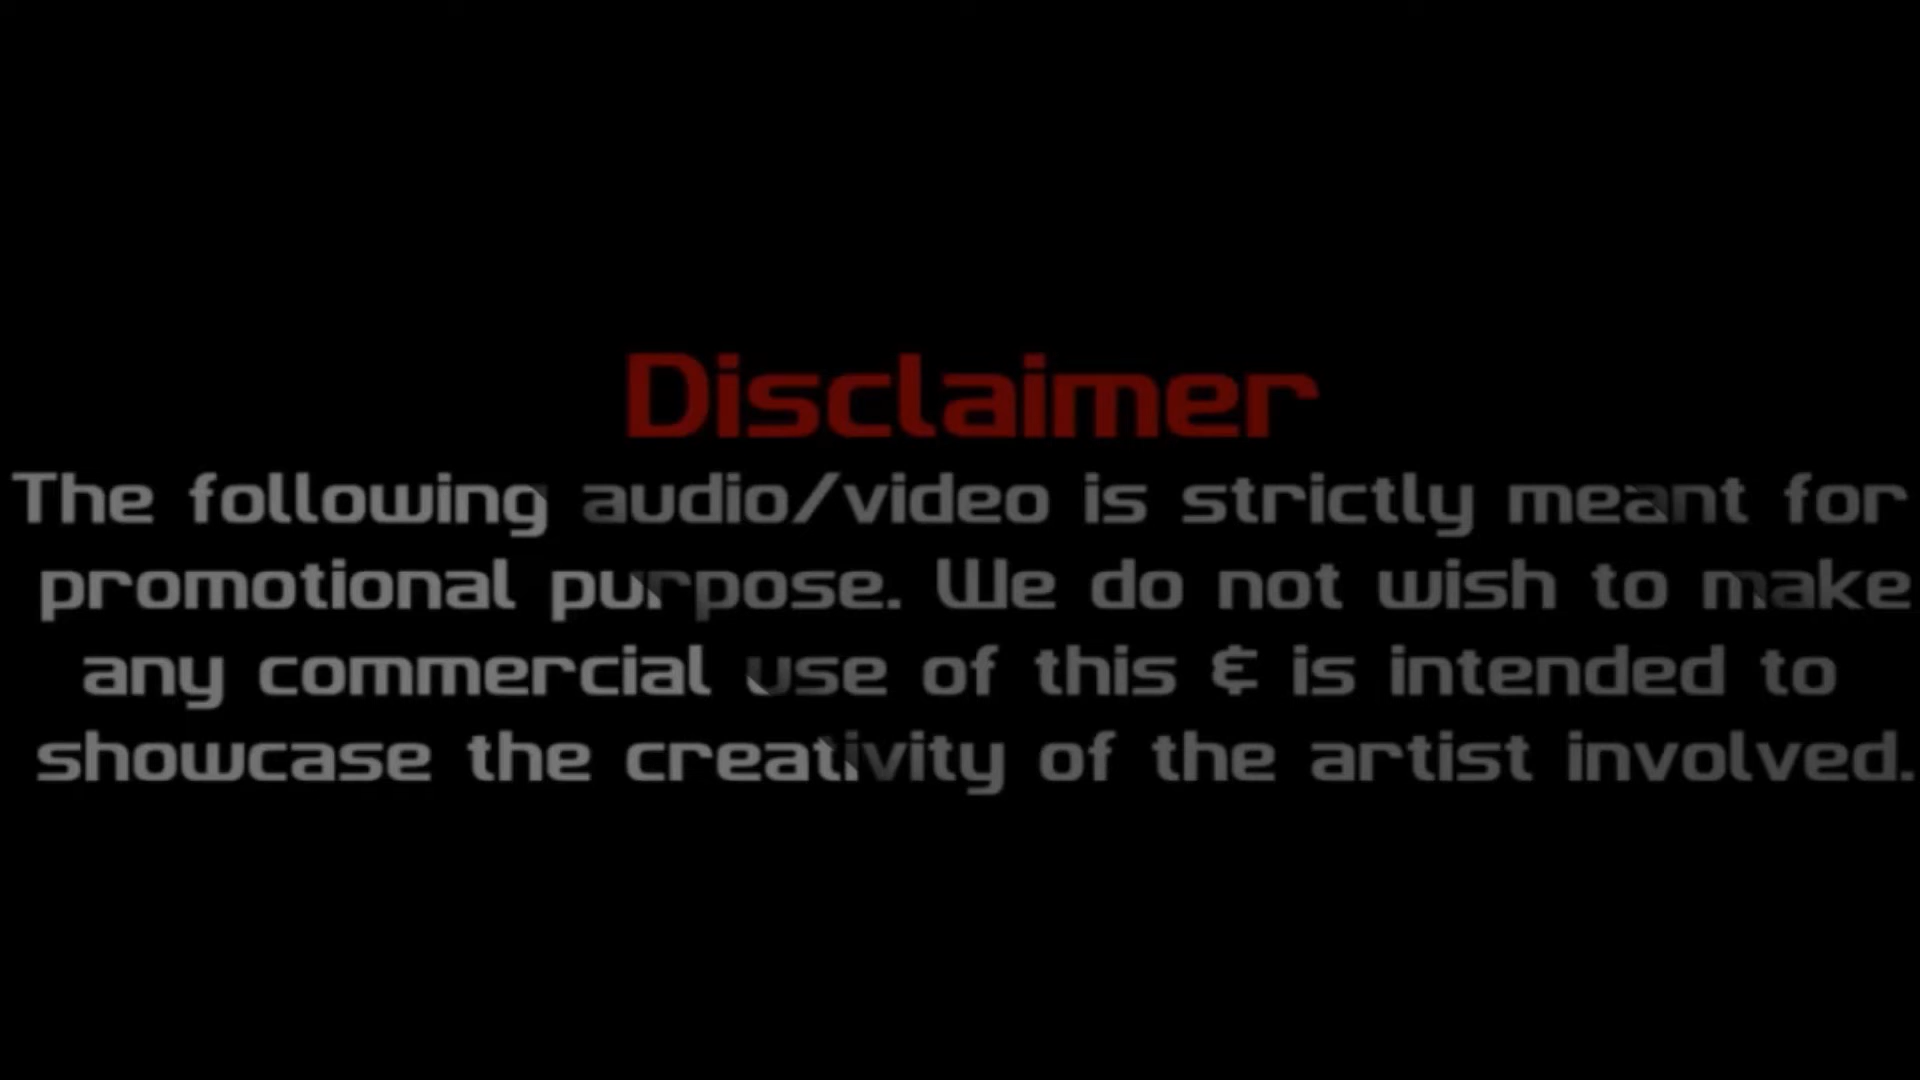 Disclaimer
The following audio/video is strictly meant for
promotional purpose. We do not wish to make
any commercial use of this & is intended to
showcase the creativity of the artist involved.